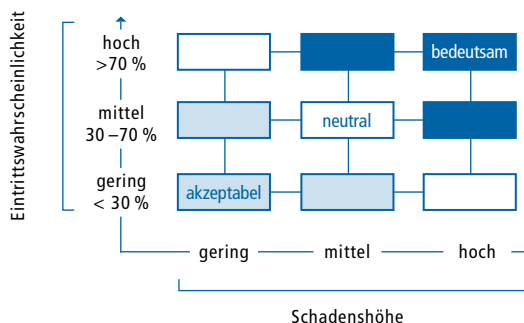 Eintrittswahrscheinlichkeit
hoch
>70 %
bedeutsam
mittel
30 –70 %
neutral
gering
< 30 %
akzeptabel
gering mittel hoch
Schadenshöhe